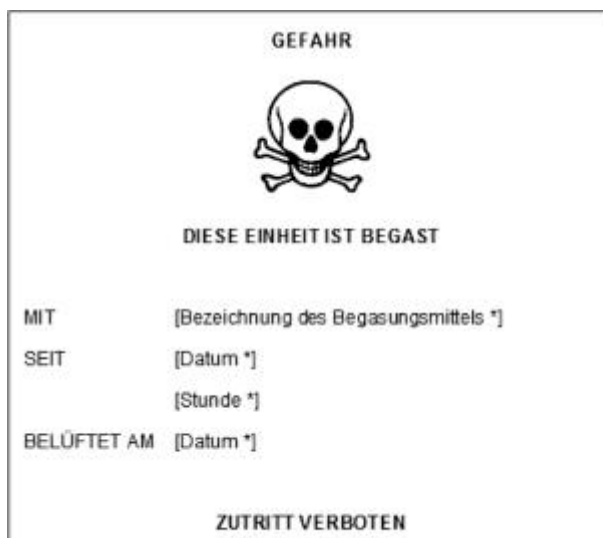 GEFAHR
DIESE EINHEIT IST BEGAST
MIT [Bezeichnung des Begasungsmittels *]
SEIT [Datum *]
[Stunde *]
BELÜFTET AM [Datum *]
ZUTRITT VERBOTEN